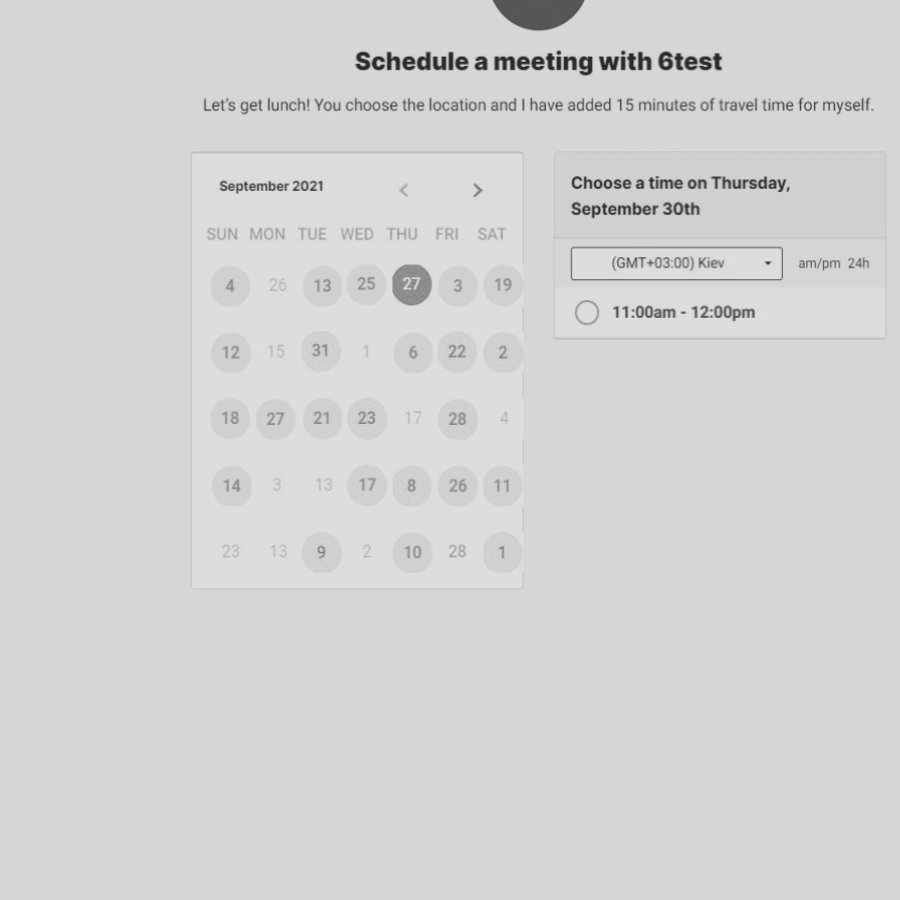 Schedule a meeting with 6test
Let's get lunch! You choose the location and I have added 15 minutes of travel time for myself.
September 2021
SUN MON TUE WED THU FRI SAT
4 26 13 25 27 3 19
12 15 31 1 6 22 2
18 27 21 23 17 28 4
14 3 13 17 8 26 11
23 13 9 2 10 28 1
Choose a time on Thursday,
September 30th
(GMT+03:00) Kiev am/pm 24h
11:00am - 12:00pm